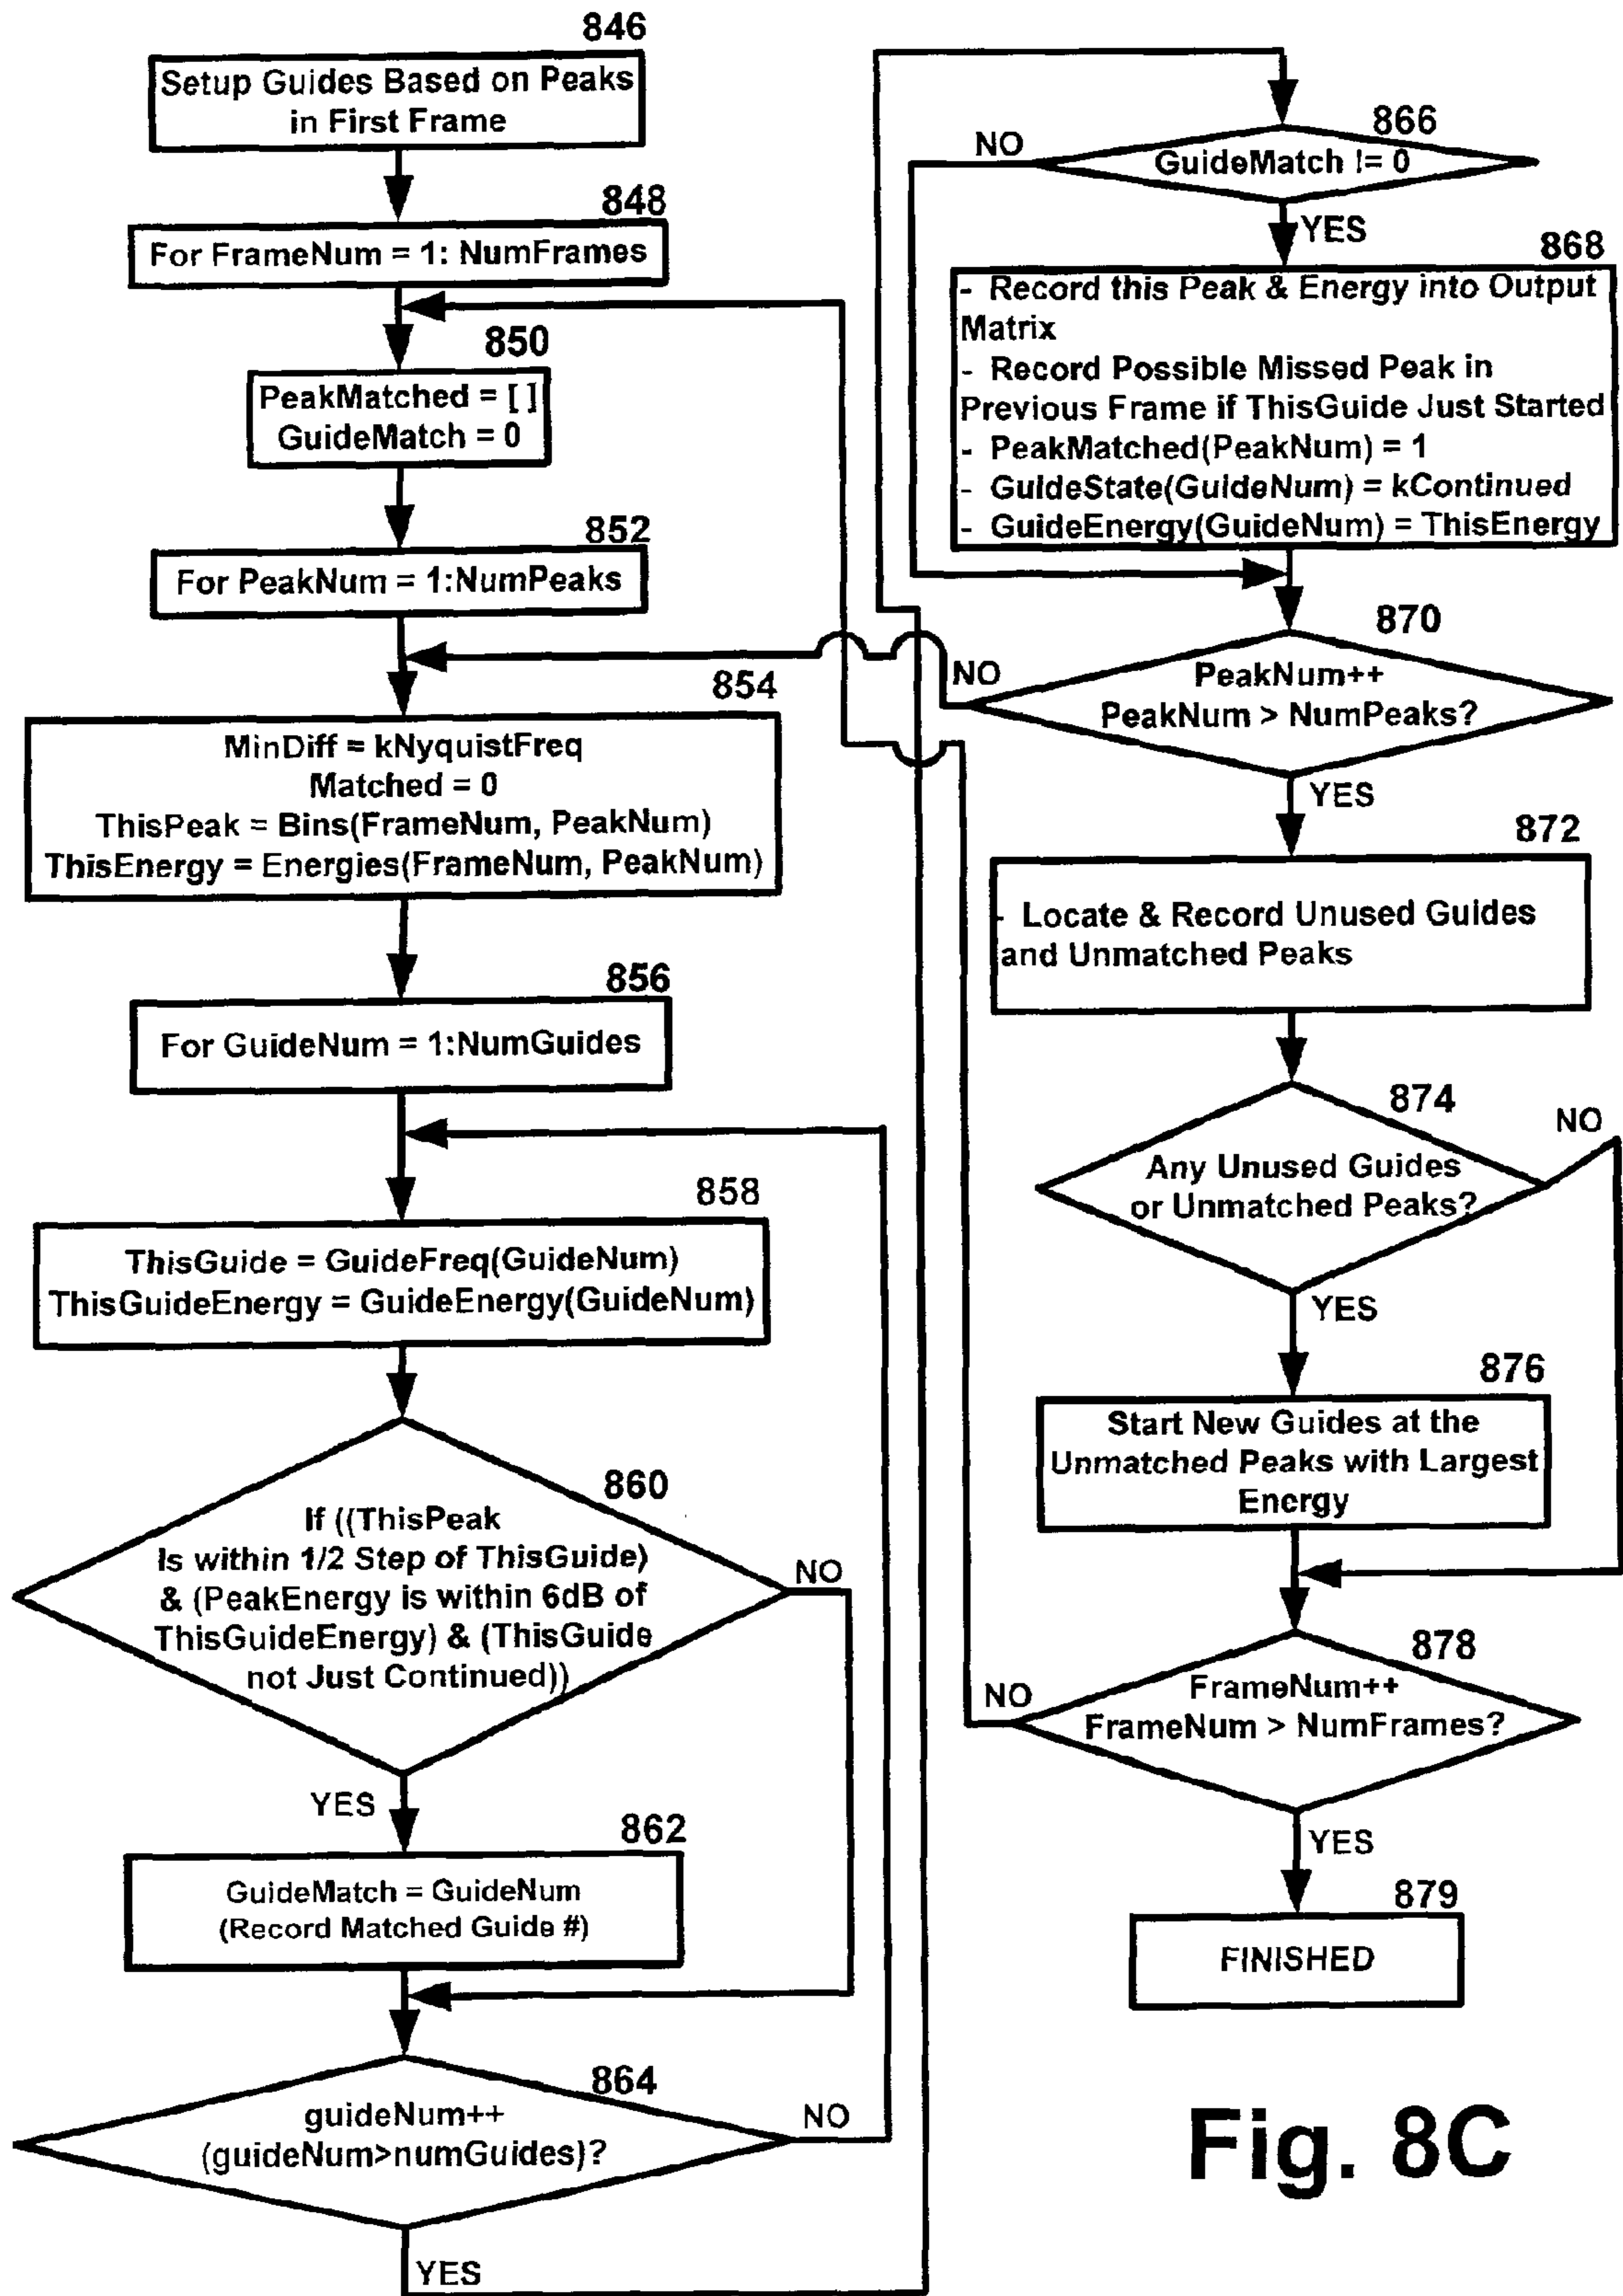 846
Setup Guides Based on Peaks
in First Frame
848
For FrameNum = 1: NumFrames
850
PeakMatched = [ ]
GuideMatch = 0
852
For PeakNum = 1:NumPeaks
854
MinDiff = kNyquistFreq
Matched = 0
ThisPeak = Bins(FrameNum, PeakNum)
ThisEnergy = Energies(FrameNum, PeakNum)
856
For GuideNum = 1:NumGuides
858
ThisGuide = GuideFreq(GuideNum)
ThisGuideEnergy = GuideEnergy(GuideNum)
860
If ((ThisPeak
Is within 1/2 Step of ThisGuide)
& (PeakEnergy is within 6dB of
ThisGuideEnergy) & (ThisGuide
not Just Continued))
NO
YES
862
GuideMatch = GuideNum
(Record Matched Guide #)
864
guideNum++
(guideNum>numGuides)?
NO
YES
866
GuideMatch != 0
NO
YES
868
- Record this Peak & Energy into Output
Matrix
- Record Possible Missed Peak in
Previous Frame if ThisGuide Just Started
- PeakMatched(PeakNum) = 1
- GuideState(GuideNum) = kContinued
- GuideEnergy(GuideNum) = ThisEnergy
870
PeakNum++
PeakNum > NumPeaks?
NO
YES
872
- Locate & Record Unused Guides
and Unmatched Peaks
874
Any Unused Guides
or Unmatched Peaks?
NO
YES
876
Start New Guides at the
Unmatched Peaks with Largest
Energy
878
FrameNum++
FrameNum > NumFrames?
NO
YES
879
FINISHED
Fig. 8C